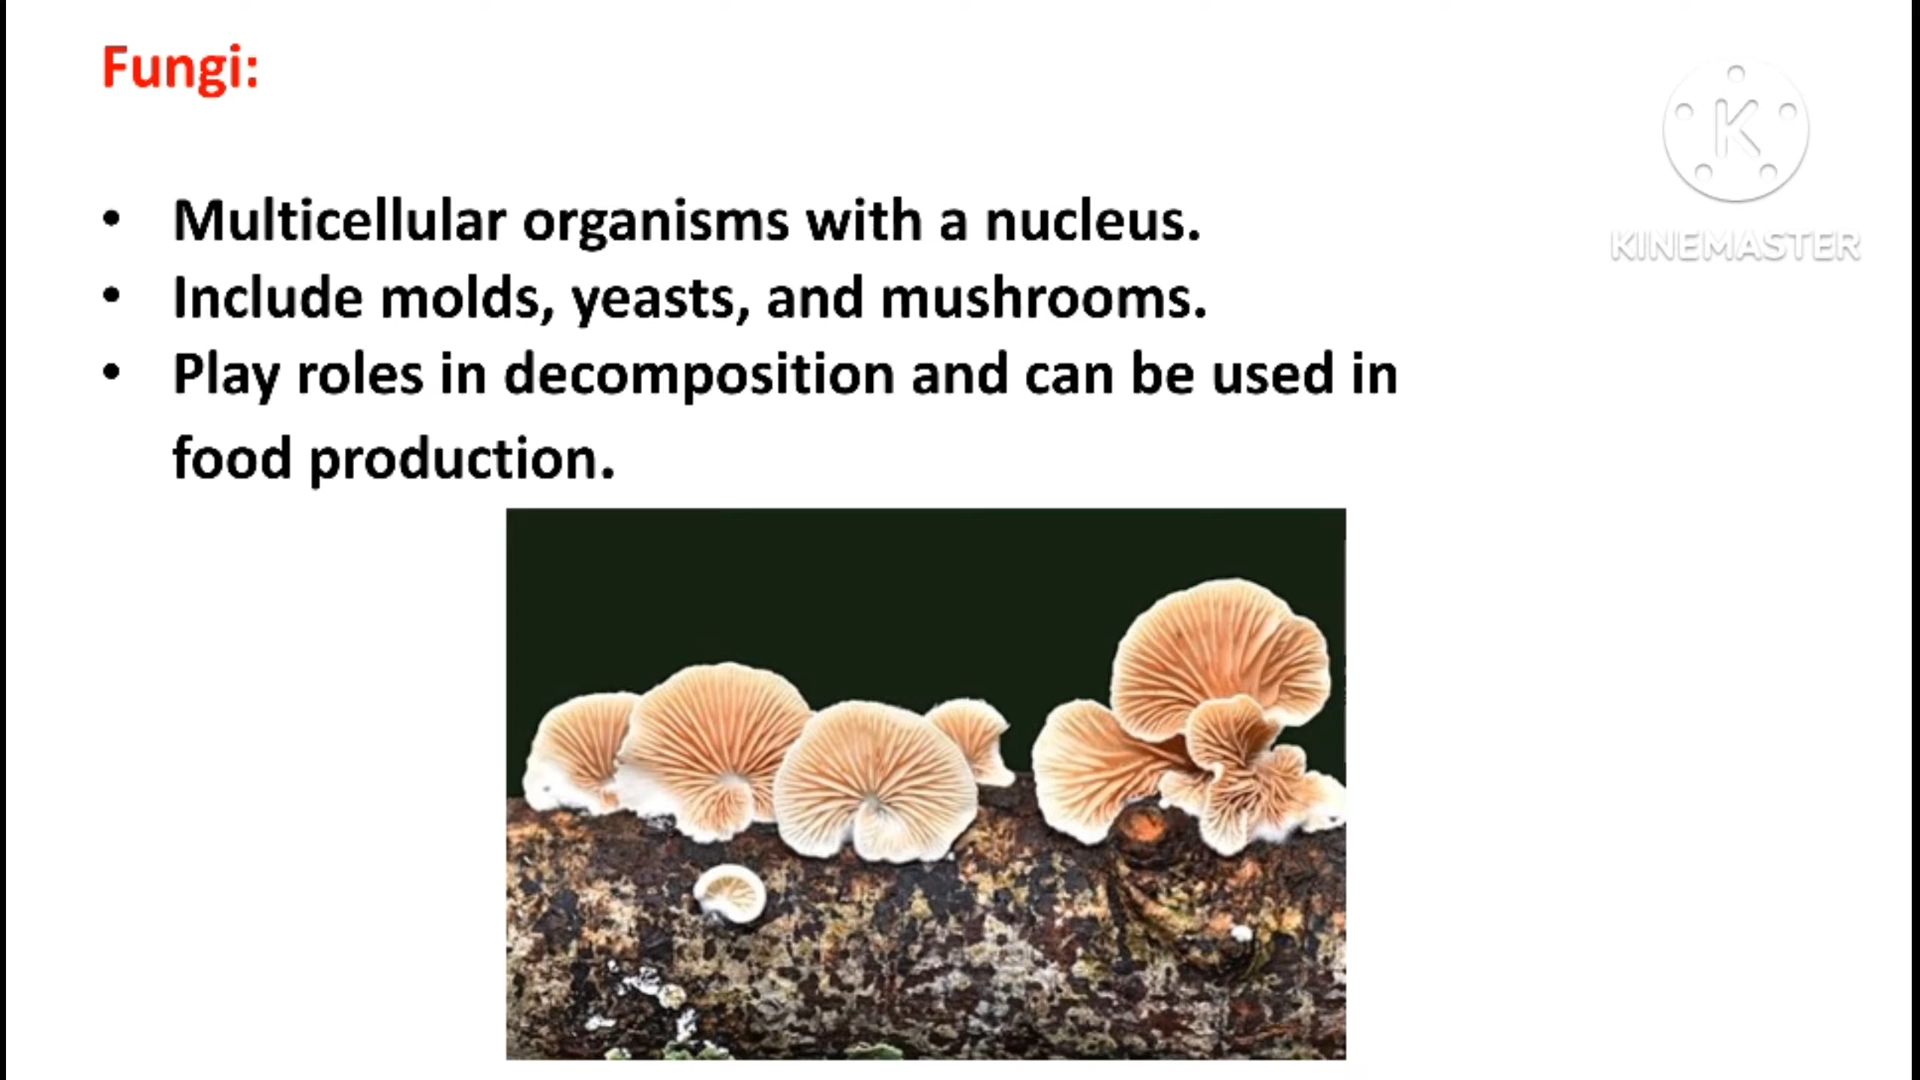 Fungi:
K
KINEMASTER
• Multicellular organisms with a nucleus.
• Include molds, yeasts, and mushrooms.
• Play roles in decomposition and can be used in
food production.